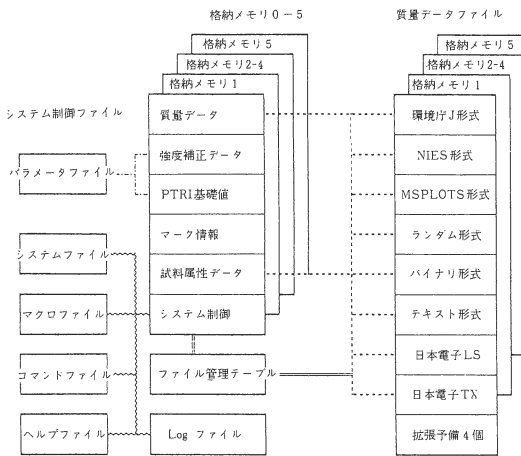 格納メモリ0-5
質量データファイル
格納メモリ5
格納メモリ2-4
格納メモリ1
格納メモリ5
格納メモリ2-4
格納メモリ1
システム制御ファイル
パラメータファイル
システムファイル
マクロファイル
コマンドファイル
ヘルプファイル
質量データ
強度補正データ
PTRI基礎値
マーク情報
試料属性データ
システム制御
ファイル管理テーブル
Log ファイル
環境庁J形式
NIES形式
MSPLOTS形式
ランダム形式
バイナリ形式
テキスト形式
日本電子LS
日本電子TX
拡張予備4個